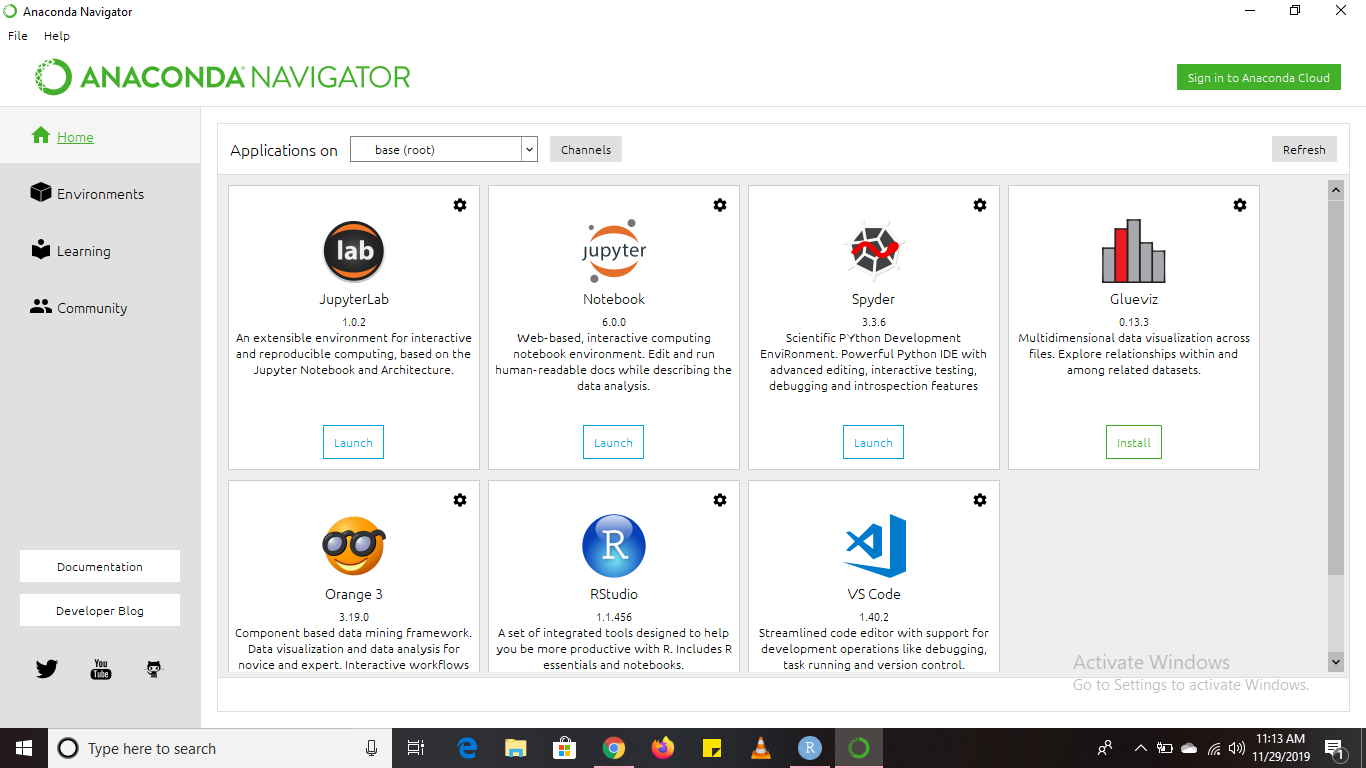 Anaconda Navigator
File Help
ANACONDA NAVIGATOR
Sign in to Anaconda Cloud
Home
Environments
Learning
Community
Documentation
Developer Blog
You Tube
Applications on base (root) Channels Refresh
lab
JupyterLab
1.0.2
An extensible environment for interactive
and reproducible computing, based on the
Jupyter Notebook and Architecture.
Launch
jupyter
Notebook
6.0.0
Web-based, interactive computing
notebook environment. Edit and run
human-readable docs while describing the
data analysis.
Launch
Spyder
3.3.6
Scientific PYthon Development
EnviRonment. Powerful Python IDE with
advanced editing, interactive testing,
debugging and introspection features
Launch
Glueviz
0.13.3
Multidimensional data visualization across
files. Explore relationships within and
among related datasets.
Install
Orange 3
3.19.0
Component based data mining framework.
Data visualization and data analysis for
novice and expert. Interactive workflows
R
RStudio
1.1.456
A set of integrated tools designed to help
you be more productive with R. Includes R
essentials and notebooks.
VS Code
1.40.2
Streamlined code editor with support for
development operations like debugging,
task running and version control.
Activate Windows
Go to Settings to activate Windows.
Type here to search
R
11:13 AM
11/29/2019
1